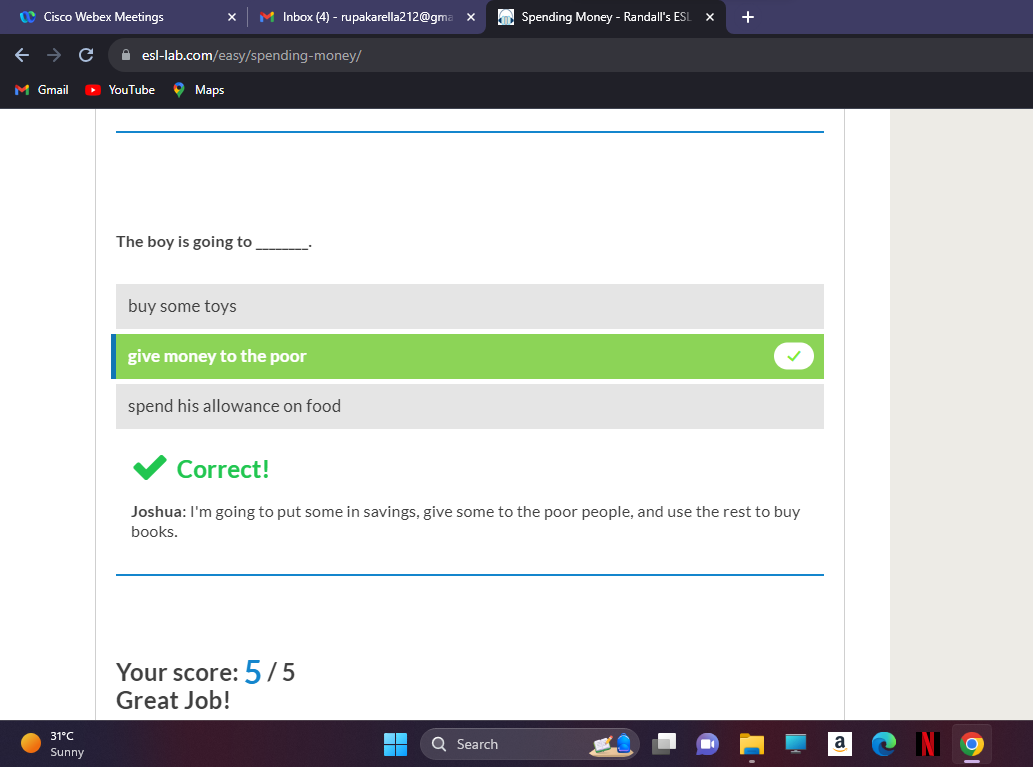 Cisco Webex Meetings
Inbox (4) - rupakarella212@gma
Spending Money - Randall's ESL
esl-lab.com/easy/spending-money/
Gmail
YouTube
Maps
The boy is going to ________.
buy some toys
give money to the poor
spend his allowance on food
Correct!
Joshua: I'm going to put some in savings, give some to the poor people, and use the rest to buy
books.
Your score: 5 / 5
Great Job!
31°C
Sunny
Search
a
N